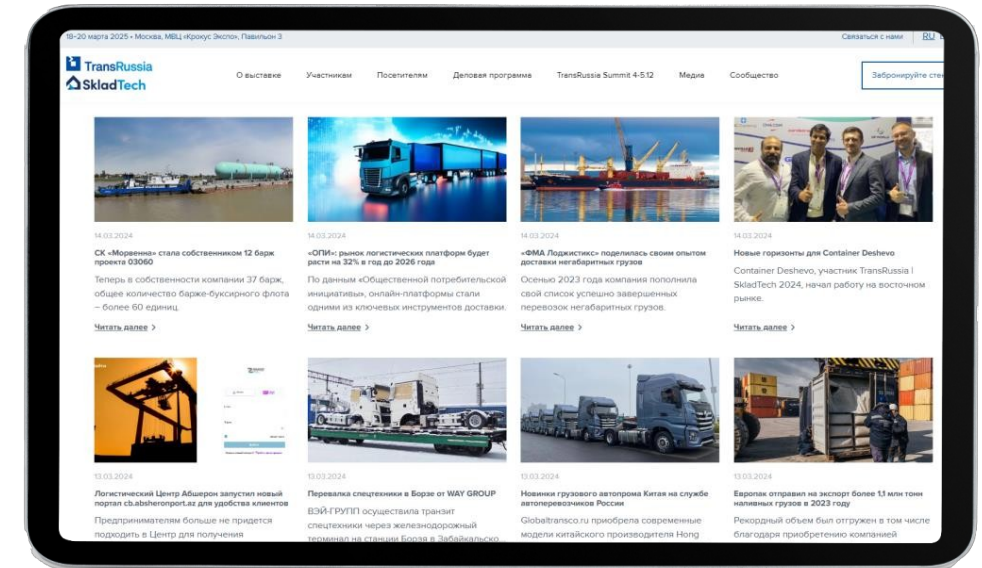 18-20 марта 2025 • Москва, МВЦ «Крокус Экспо», Павильон 3
Связаться с нами
RU
TransRussia
SkladTech
О выставке
Участникам
Посетителям
Деловая программа
TransRussia Summit 4-5.12
Медиа
Сообщество
Забронируйте
14.03.2024
СК «Морвенна» стала собственником 12 барж
проекта 03060
Теперь в собственности компании 37 барж,
общее количество барже-буксирного флота
– более 60 единиц.
Читать далее >
14.03.2024
«ОПИ»: рынок логистических платформ будет
расти на 32% в год до 2026 года
По данным «Общественной потребительской
инициативы», онлайн-платформы стали
одними из ключевых инструментов доставки.
Читать далее >
14.03.2024
«ФМА Лоджистикс» поделилась своим опытом
доставки негабаритных грузов
Осенью 2023 года компания пополнила
свой список успешно завершенных
перевозок негабаритных грузов.
Читать далее >
14.03.2024
Новые горизонты для Container Deshevo
Container Deshevo, участник TransRussia |
SkladTech 2024, начал работу на восточном
рынке.
Читать далее >
13.03.2024
Логистический Центр Абшерон запустил новый
портал cb.absheronport.az для удобства клиентов
Предпринимателям больше не придется
подходить в Центр для получения
13.03.2024
Перевалка спецтехники в Борзе от WAY GROUP
ВЭЙ-ГРУПП осуществила транзит
спецтехники через железнодорожный
терминал на станции Борзя в Забайкальско...
13.03.2024
Новинки грузового автопрома Китая на службе
автоперевозчиков России
Globaltransco.ru приобрела современные
модели китайского производителя Hong
13.03.2024
Европак отправил на экспорт более 1,1 млн тонн
наливных грузов в 2023 году
Рекордный объем был отгружен в том числе
благодаря приобретению компанией